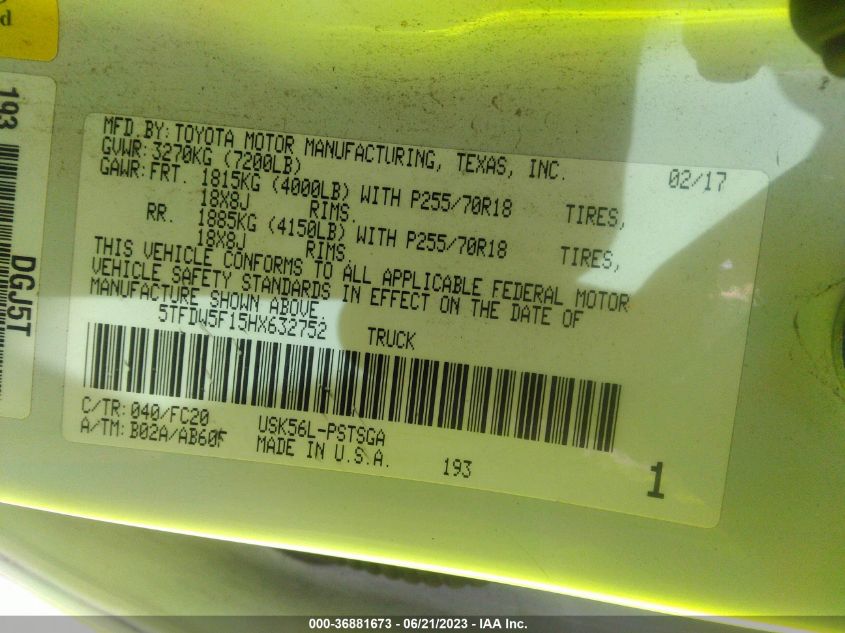 d
193
DGJ5T
MFD.BY:TOYOTA MOTOR MANUFACTURING, TEXAS, INC. 02/17
GVWR:3270KG (7200LB)
GAWR:FRT. 1815KG (4000LB) WITH P255/70R18 TIRES,
18X8J RIMS.
RR. 1885KG (4150LB) WITH P255/70R18 TIRES,
18X8J RIMS.
THIS VEHICLE CONFORMS TO ALL APPLICABLE FEDERAL MOTOR
VEHICLE SAFETY STANDARDS IN EFFECT ON THE DATE OF
MANUFACTURE SHOWN ABOVE.
5TFDW5F15HX632752 TRUCK
C/TR:040/FC20 USK56L-PSTSGA
A/TM:B02A/AB60F MADE IN U.S.A. 193
1
000-36881673 - 06/21/2023 - IAA Inc.